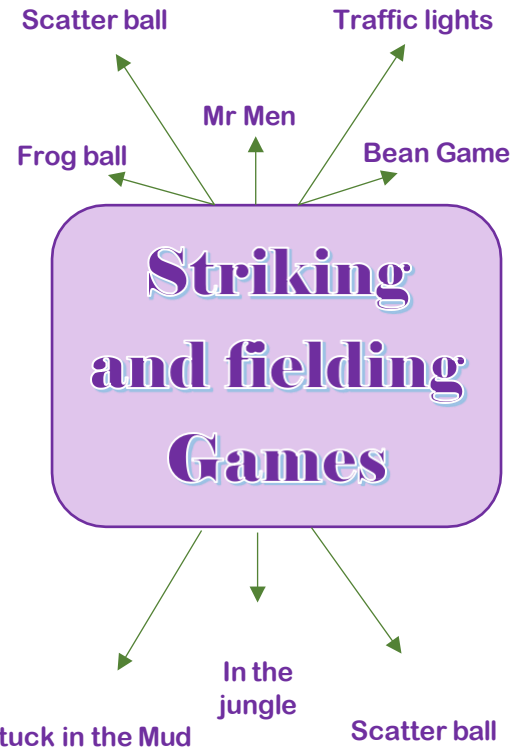 Scatter ball
Traffic lights
Mr Men
Frog ball
Bean Game
Striking
and fielding
Games
In the
jungle
tuck in the Mud
Scatter ball